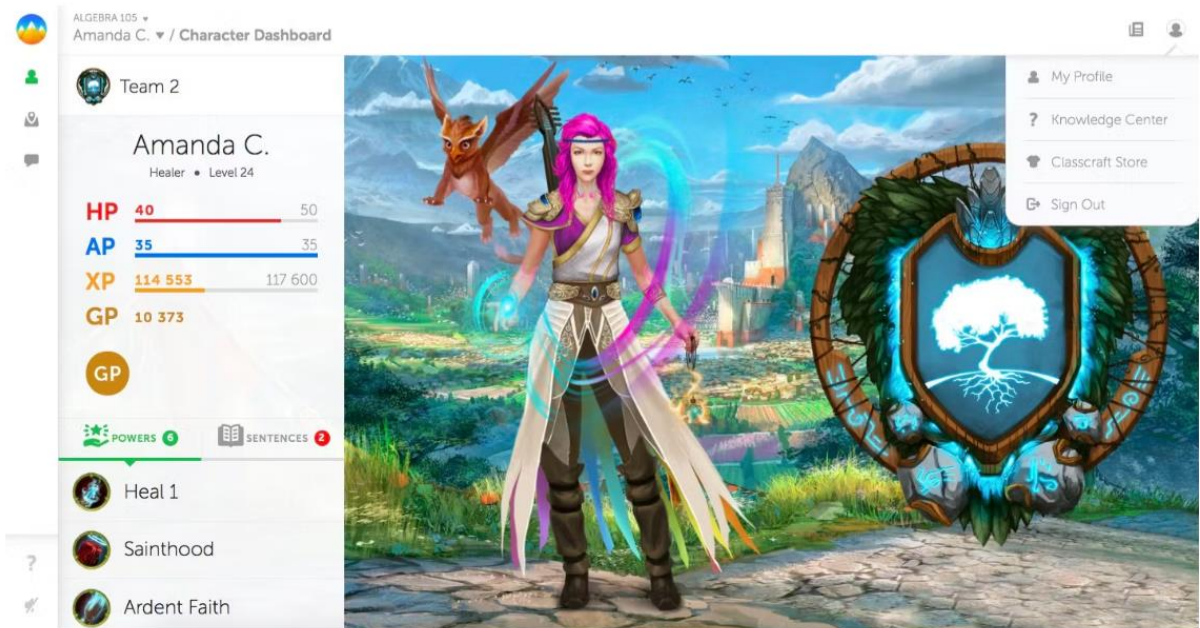 ALGEBRA 105
Amanda C. / Character Dashboard
Team 2
Amanda C.
Healer • Level 24
HP 40 50
AP 35 35
XP 114 553 117 600
GP 10 373
GP
POWERS 6 SENTENCES 2
Heal 1
Sainthood
Ardent Faith
My Profile
? Knowledge Center
Classcraft Store
Sign Out
?